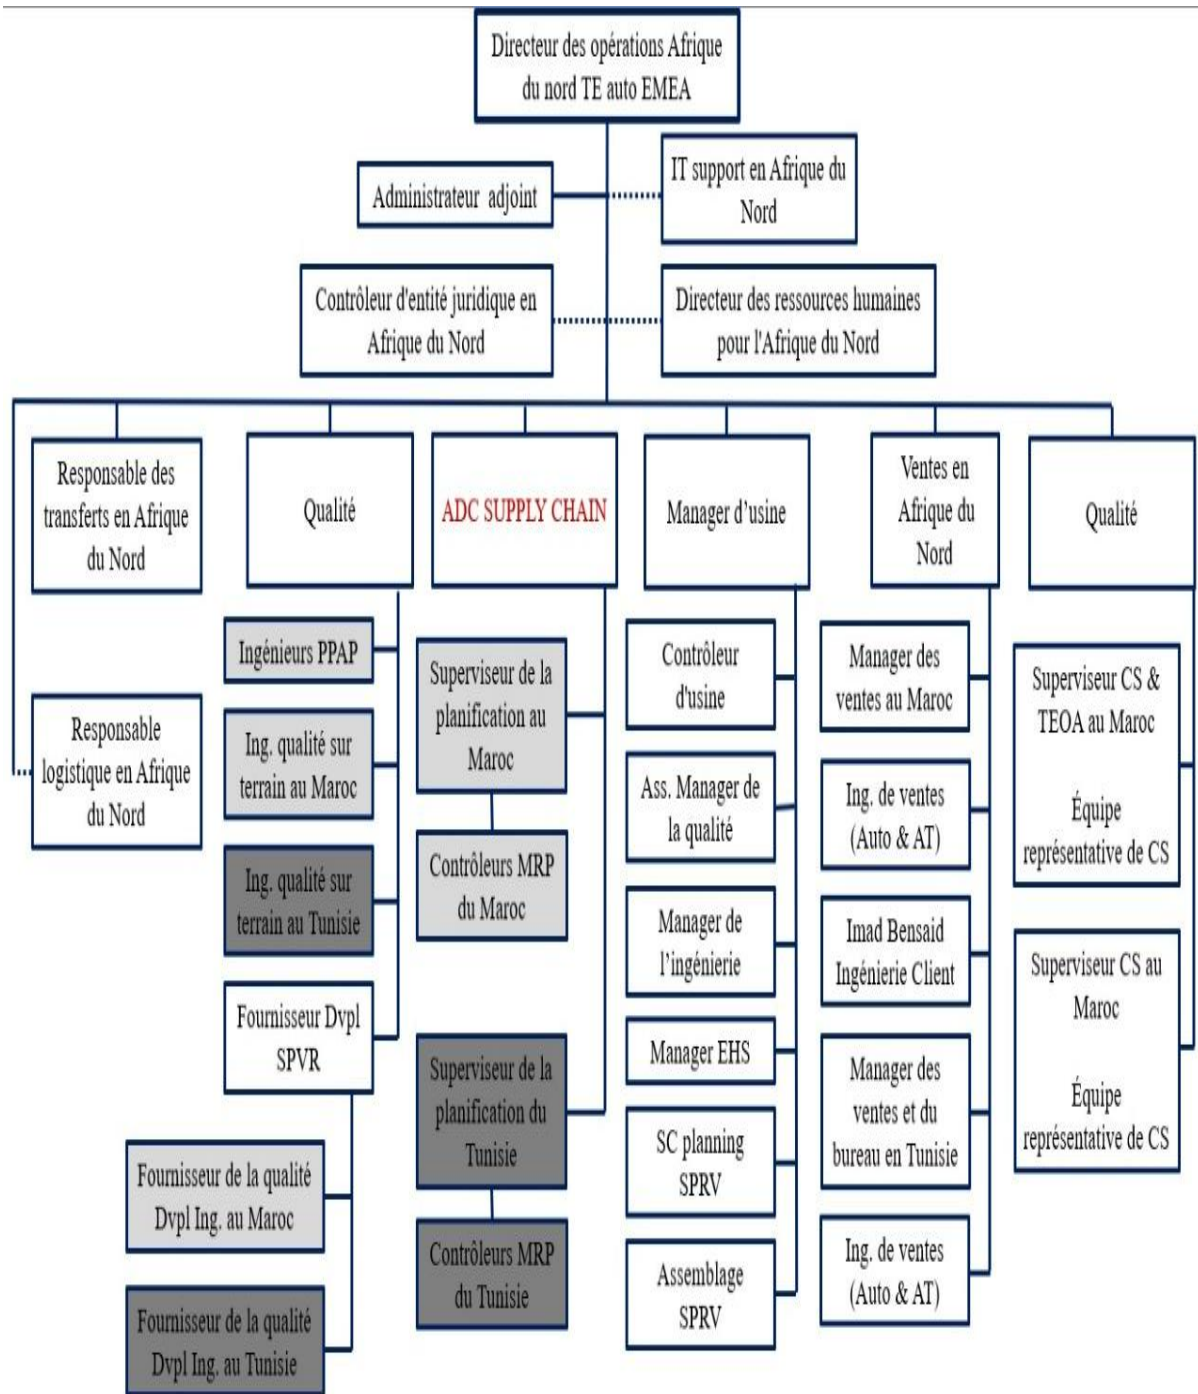 Directeur des opérations Afrique
du nord TE auto EMEA
Administrateur adjoint
IT support en Afrique du
Nord
Contrôleur d'entité juridique en
Afrique du Nord
Directeur des ressources humaines
pour l'Afrique du Nord
Responsable des
transferts en Afrique
du Nord
Qualité
ADC SUPPLY CHAIN
Manager d’usine
Ventes en
Afrique du
Nord
Qualité
Responsable
logistique en Afrique
du Nord
Ingénieurs PPAP
Ing. qualité sur
terrain au Maroc
Ing. qualité sur
terrain au Tunisie
Fournisseur Dvpl
SPVR
Fournisseur de la qualité
Dvpl Ing. au Maroc
Fournisseur de la qualité
Dvpl Ing. au Tunisie
Superviseur de la
planification au
Maroc
Contrôleurs MRP
du Maroc
Superviseur de la
planification du
Tunisie
Contrôleurs MRP
du Tunisie
Contrôleur
d'usine
Ass. Manager de
la qualité
Manager de
l’ingénierie
Manager EHS
SC planning
SPRV
Assemblage
SPRV
Manager des
ventes au Maroc
Ing. de ventes
(Auto & AT)
Imad Bensaid
Ingénierie Client
Manager des
ventes et du
bureau en Tunisie
Ing. de ventes
(Auto & AT)
Superviseur CS &
TEOA au Maroc
Équipe
représentative de CS
Superviseur CS au
Maroc
Équipe
représentative de CS